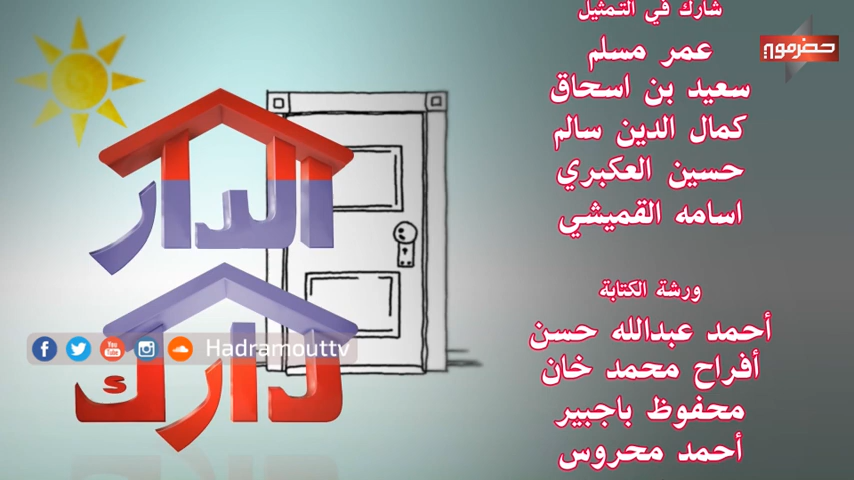 شارك في التمثيل
عمر مسلم
سعيد بن اسحاق
كمال الدين سالم
حسين العكبري
اسامه القميشي
ورشة الكتابة
أحمد عبدالله حسن
أفراح محمد خان
محفوظ باجبير
أحمد محروس
حضرموت
الدار
دارك
Hadramouttv